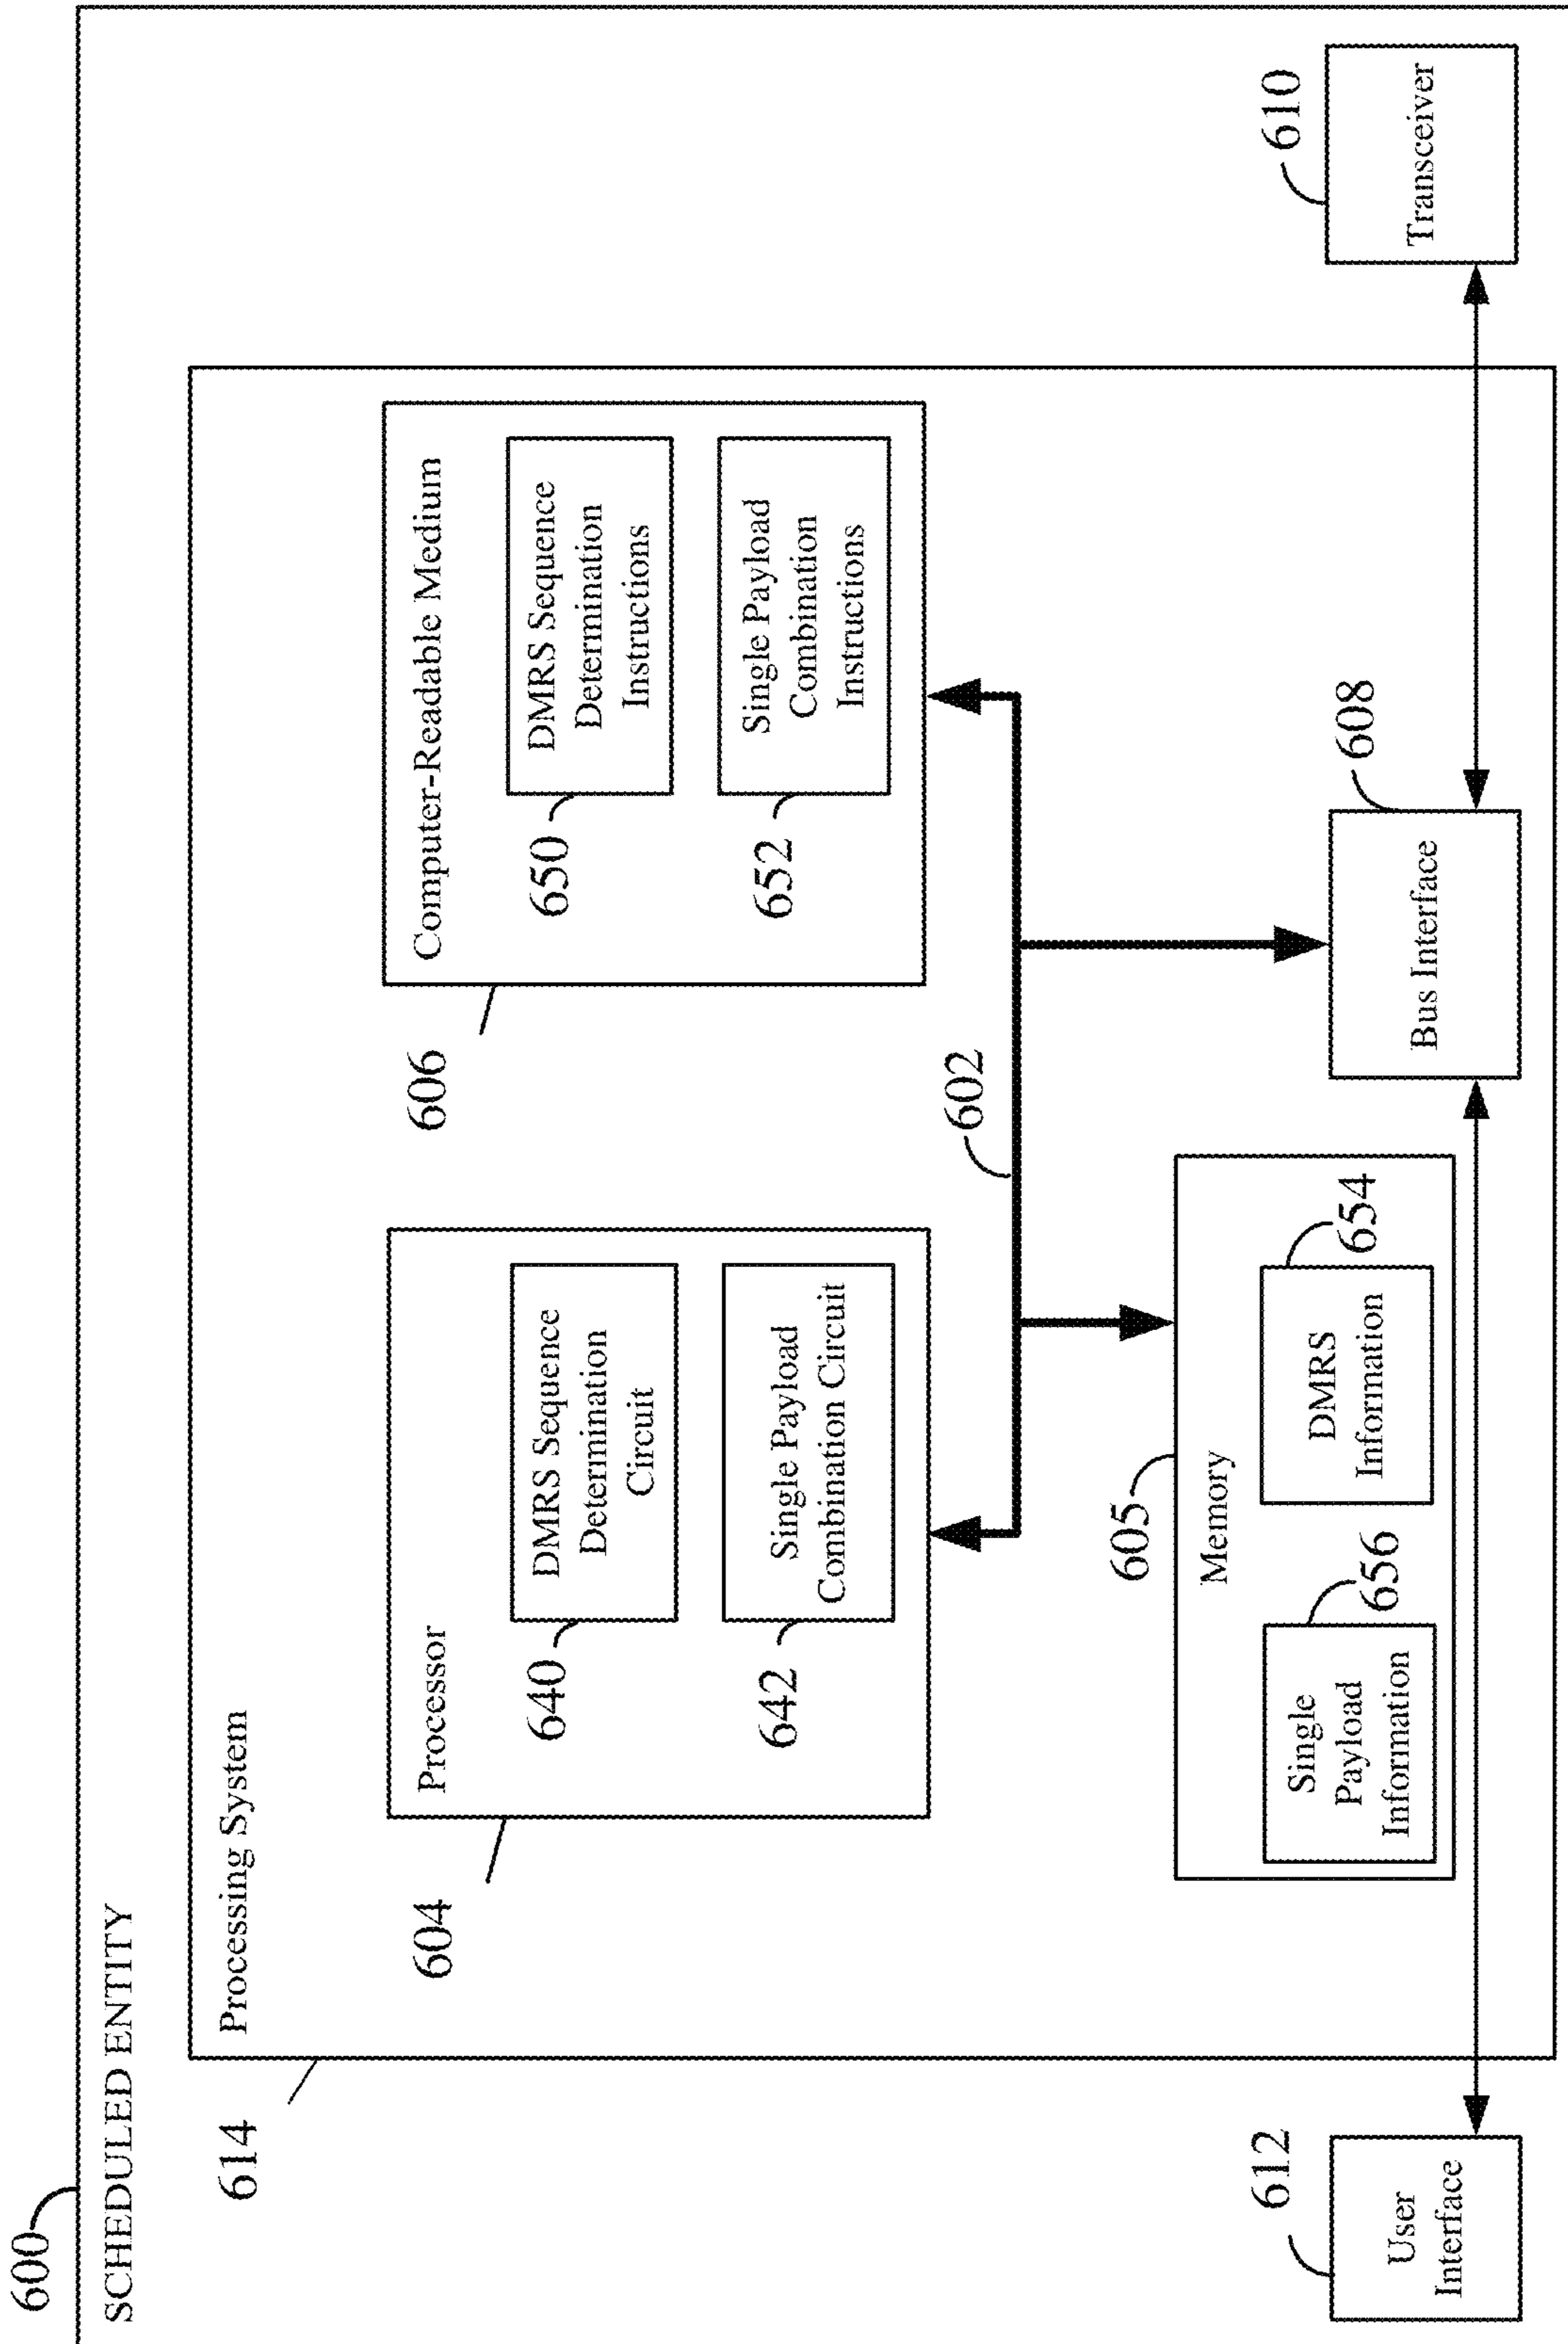 600
SCHEDULED ENTITY
614
Processing System
604
Processor
640
DMRS Sequence
Determination
Circuit
642
Single Payload
Combination Circuit
606
Computer-Readable Medium
650
DMRS Sequence
Determination
Instructions
652
Single Payload
Combination
Instructions
602
605
Memory
656
Single
Payload
Information
654
DMRS
Information
608
Bus Interface
612
User
Interface
610
Transceiver